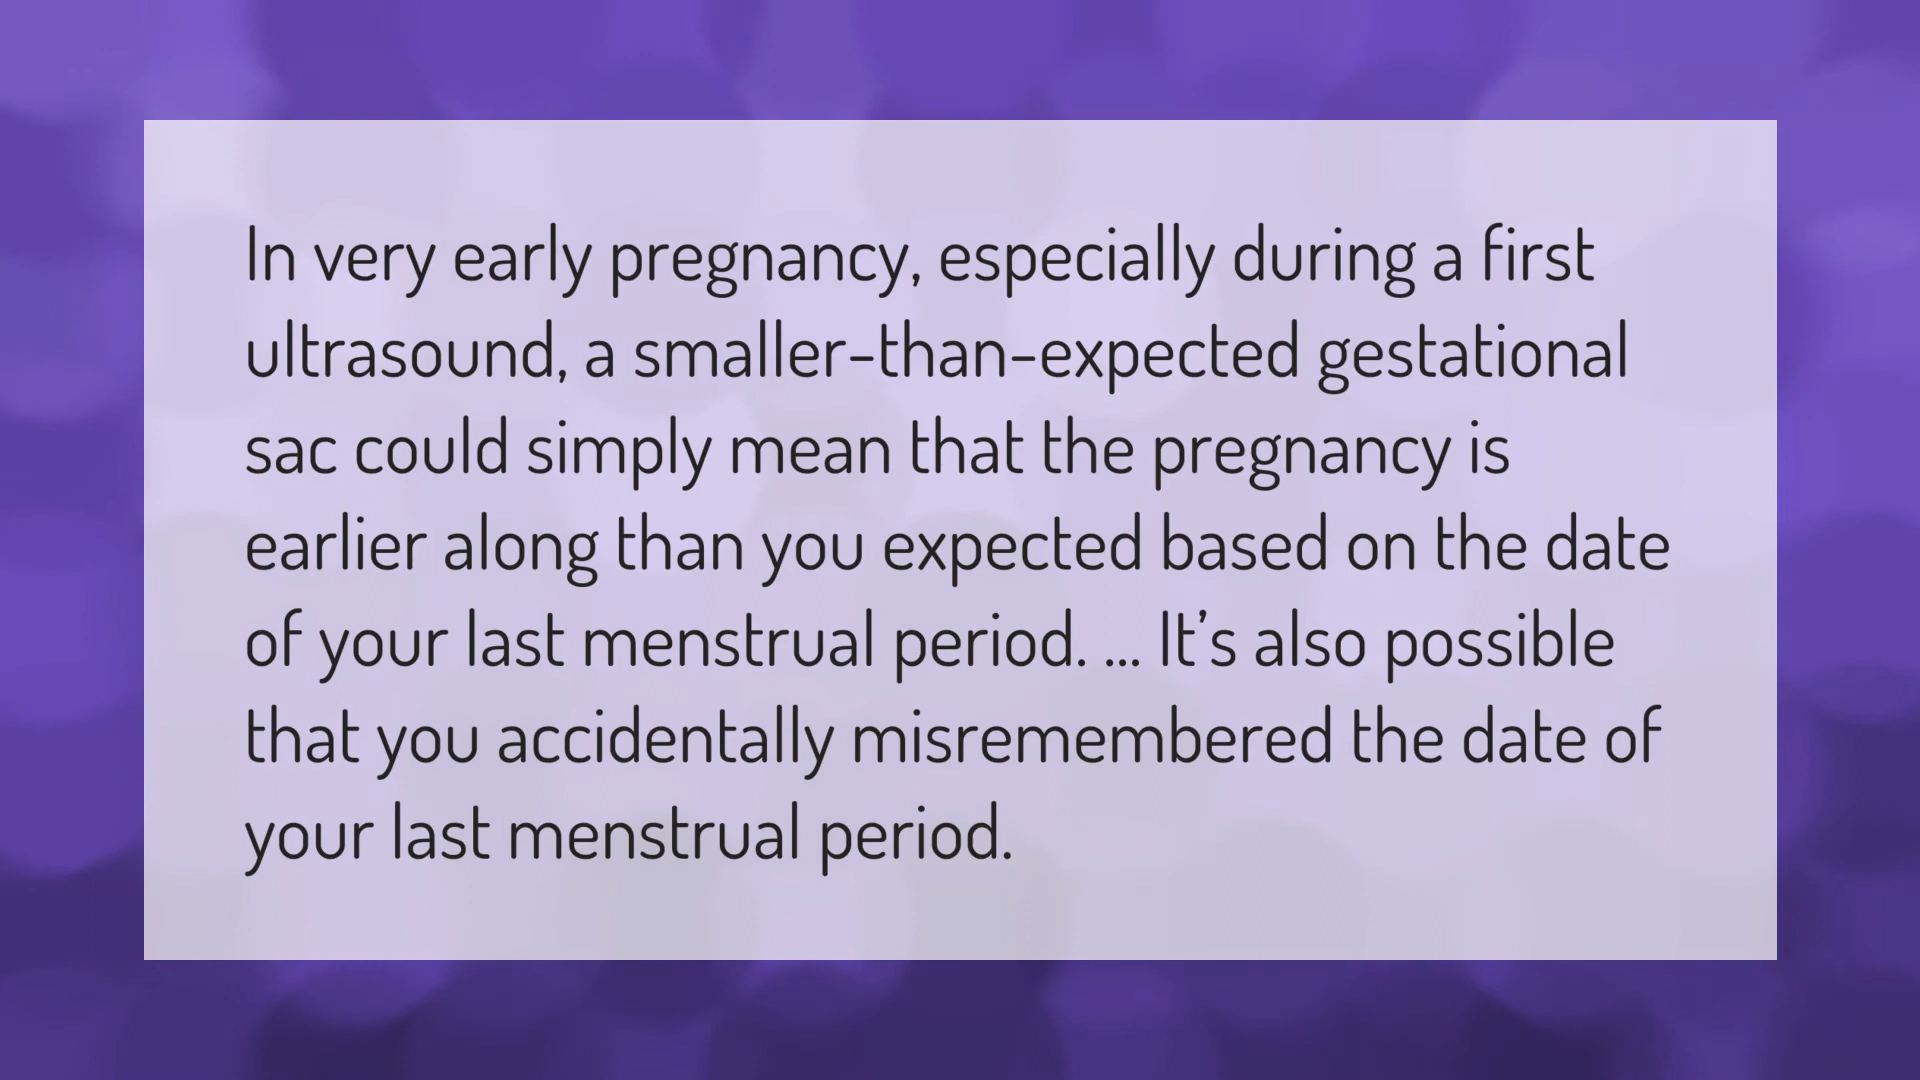 In very early pregnancy, especially during a first
ultrasound, a smaller-than-expected gestational
sac could simply mean that the pregnancy is
earlier along than you expected based on the date
of your last menstrual period. ... It’s also possible
that you accidentally misremembered the date of
your last menstrual period.